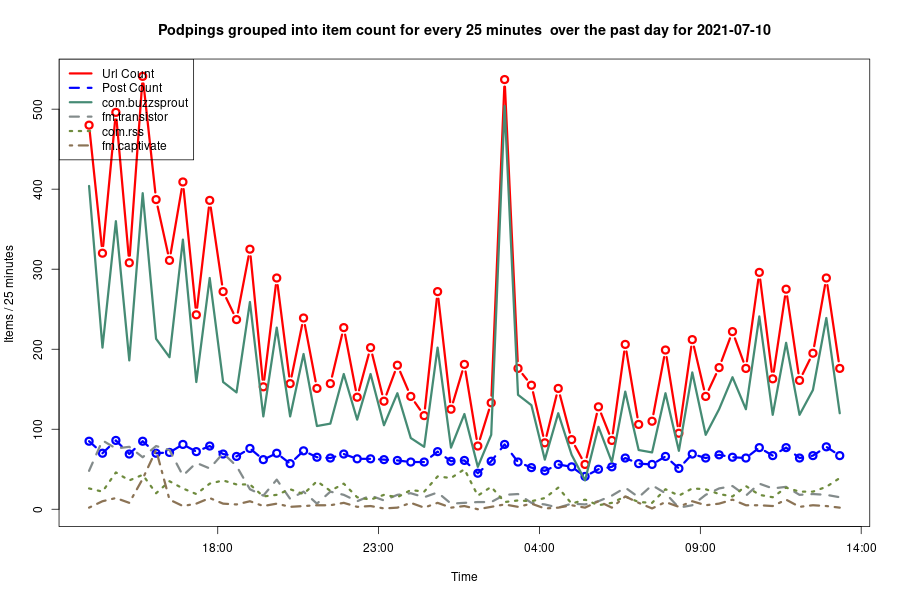 Podpings grouped into item count for every 25 minutes  over the past day for 2021-07-10
Url Count
Post Count
com.buzzsprout
fm.transistor
com.rss
fm.captivate
500
400
300
200
100
0
Items / 25 minutes
18:00 23:00 04:00 09:00 14:00
Time